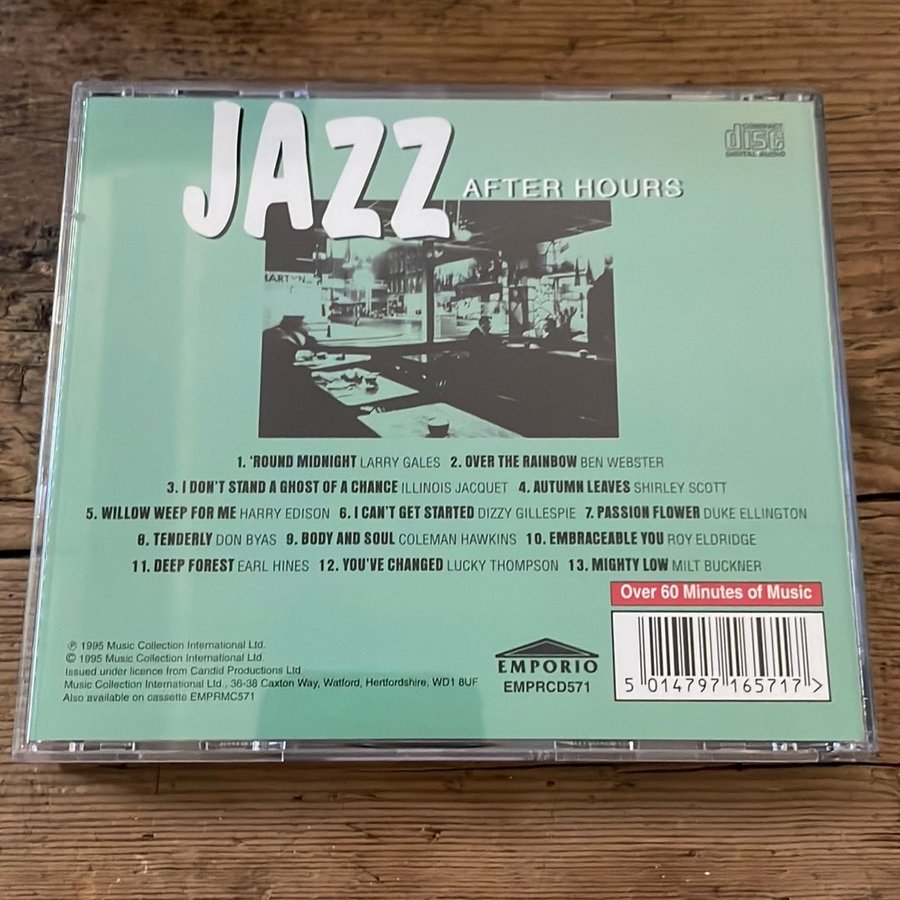 JAZZ
AFTER HOURS
COMPACT
disc
DIGITAL AUDIO
MARTYN
1. 'ROUND MIDNIGHT LARRY GALES 2. OVER THE RAINBOW BEN WEBSTER
3. I DON'T STAND A GHOST OF A CHANCE ILLINOIS JACQUET 4. AUTUMN LEAVES SHIRLEY SCOTT
5. WILLOW WEEP FOR ME HARRY EDISON 6. I CAN'T GET STARTED DIZZY GILLESPIE 7. PASSION FLOWER DUKE ELLINGTON
8. TENDERLY DON BYAS 9. BODY AND SOUL COLEMAN HAWKINS 10. EMBRACEABLE YOU ROY ELDRIDGE
11. DEEP FOREST EARL HINES 12. YOU'VE CHANGED LUCKY THOMPSON 13. MIGHTY LOW MILT BUCKNER
Over 60 Minutes of Music
℗ 1995 Music Collection International Ltd.
© 1995 Music Collection International Ltd.
Issued under licence from Candid Productions Ltd
Music Collection International Ltd., 36-38 Caxton Way, Watford, Hertfordshire, WD1 8UF
Also available on cassette EMPRMC571
EMPORIO
EMPRCD571
5 014797 165717 >